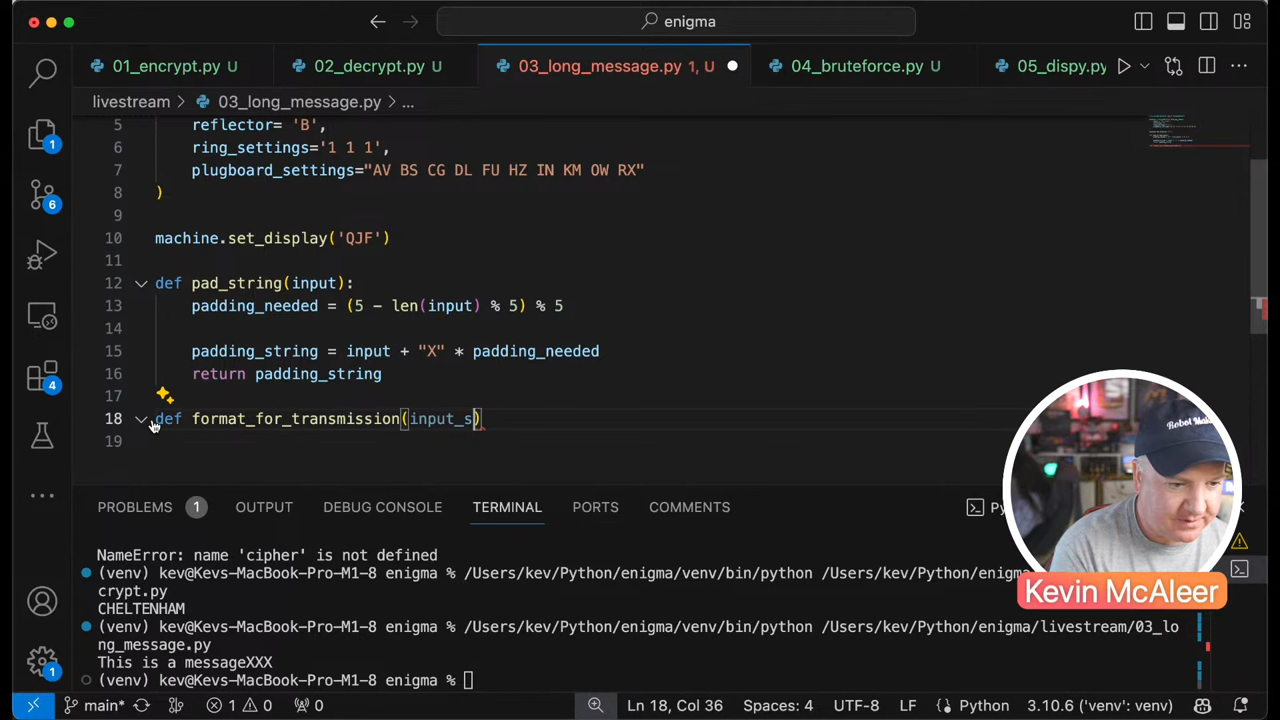 enigma
01_encrypt.py U
02_decrypt.py U
03_long_message.py 1, U
04_bruteforce.py U
05_dispy.py
livestream > 03_long_message.py > ...
5 reflector= 'B',
6 ring_settings='1 1 1',
7 plugboard_settings="AV BS CG DL FU HZ IN KM OW RX"
8 )
9
10 machine.set_display('QJF')
11
12 def pad_string(input):
13 padding_needed = (5 - len(input) % 5) % 5
14
15 padding_string = input + "X" * padding_needed
16 return padding_string
17
18 def format_for_transmission(input_s)
19
1
6
4
1
PROBLEMS 1 OUTPUT DEBUG CONSOLE TERMINAL PORTS COMMENTS
NameError: name 'cipher' is not defined
(venv) kev@Kevs-MacBook-Pro-M1-8 enigma % /Users/kev/Python/enigma/venv/bin/python /Users/kev/Python/enigma
crypt.py
CHELTENHAM
(venv) kev@Kevs-MacBook-Pro-M1-8 enigma % /Users/kev/Python/enigma/venv/bin/python /Users/kev/Python/enigma/livestream/03_lo
ng_message.py
This is a messageXXX
(venv) kev@Kevs-MacBook-Pro-M1-8 enigma %
Kevin McAleer
main* 1 0 0 Ln 18, Col 36 Spaces: 4 UTF-8 LF Python 3.10.6 ('venv': venv)